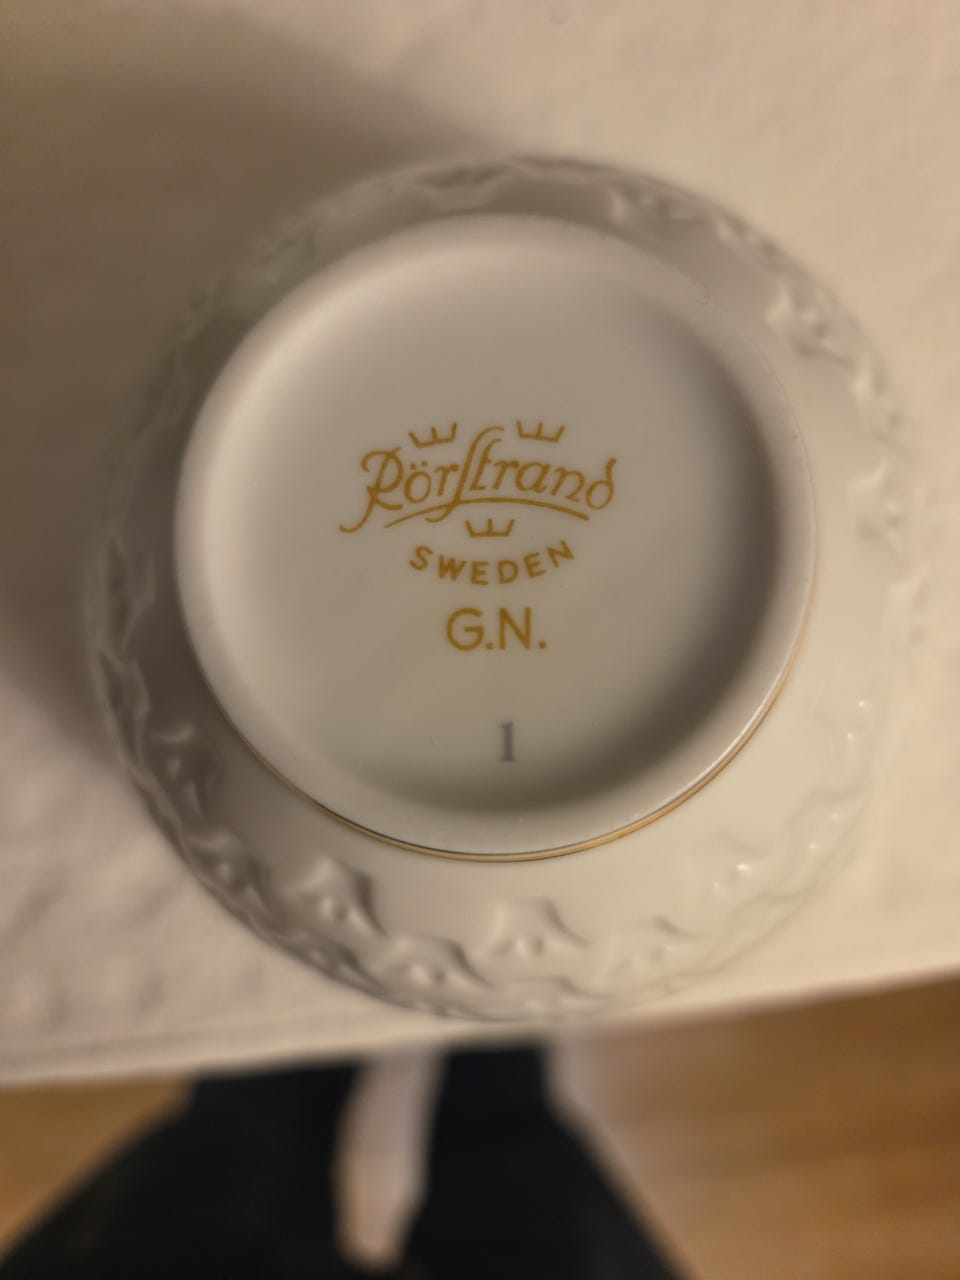 Rörstrand
SWEDEN
G.N.
1